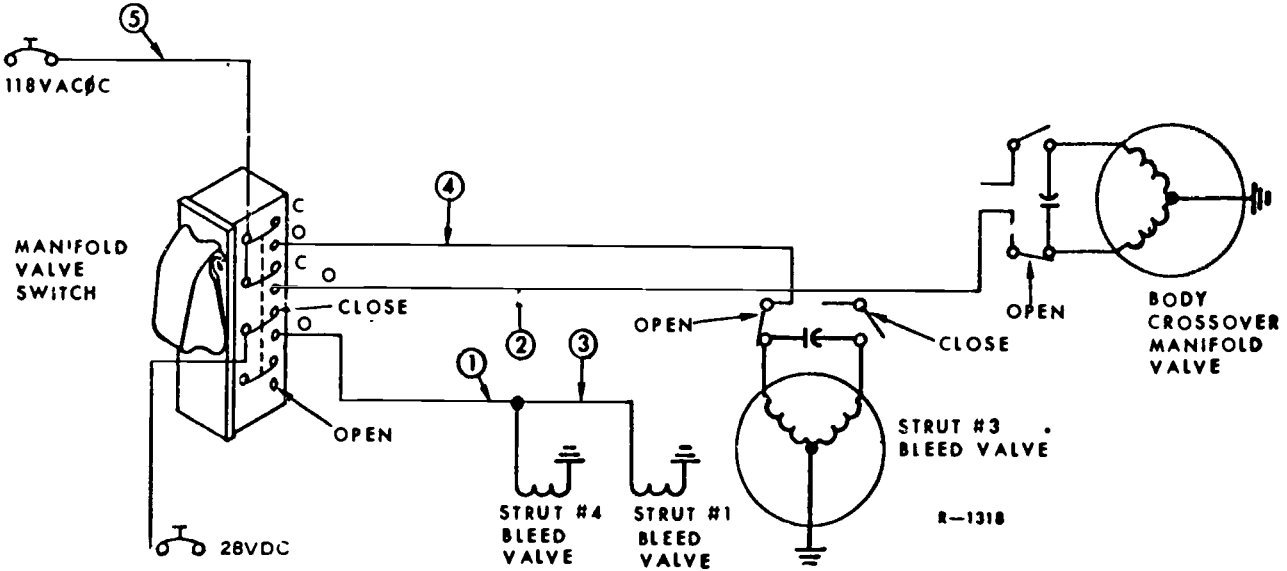 5
118VACØC
4
C
O
C
O
MANIFOLD
VALVE
SWITCH
CLOSE
O
2
3
1
OPEN
28VDC
STRUT #4
BLEED
VALVE
STRUT #1
BLEED
VALVE
OPEN
CLOSE
STRUT #3
BLEED VALVE
OPEN
BODY
CROSSOVER
MANIFOLD
VALVE
R-1318